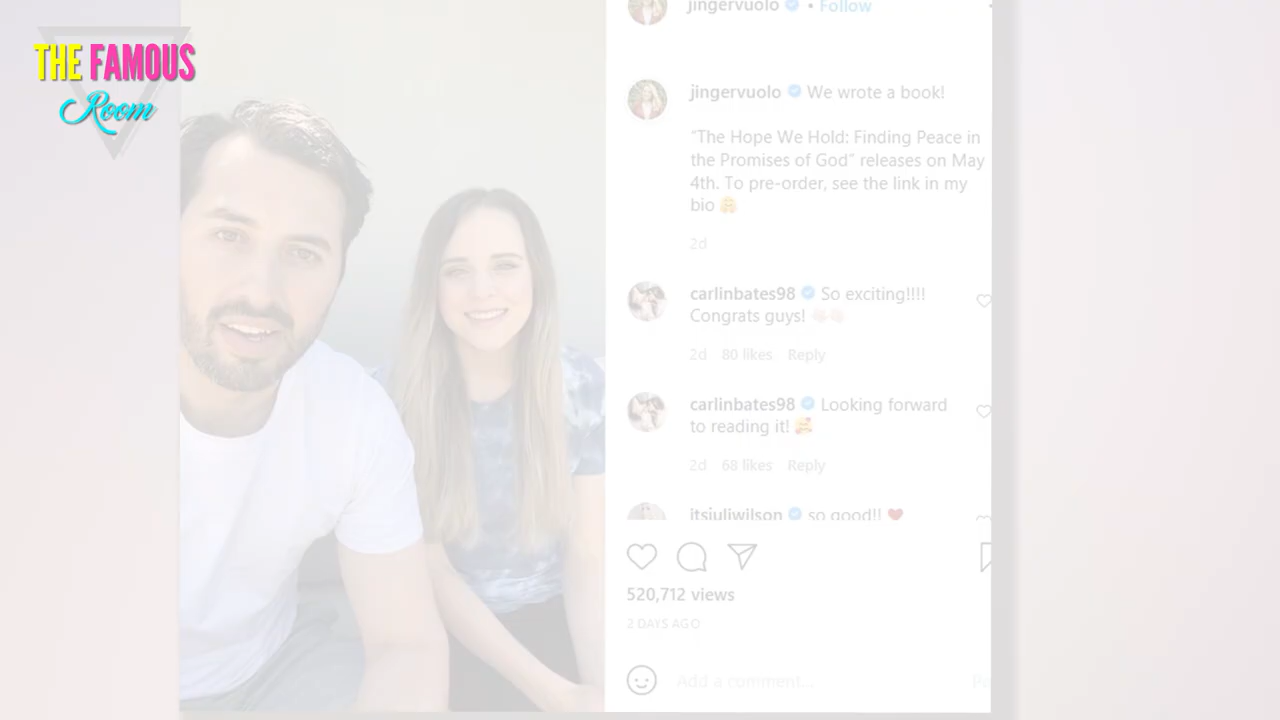 THE FAMOUS
Room
jingervuolo • Follow
jingervuolo We wrote a book!
"The Hope We Hold: Finding Peace in
the Promises of God" releases on May
4th. To pre-order, see the link in my
bio 🤗
2d
carlinbates98 So exciting!!!!
Congrats guys! 👏🏻👏🏻
2d 80 likes Reply
carlinbates98 Looking forward
to reading it! 🥰
2d 68 likes Reply
itsjuliwilson so good!! ❤️
520,712 views
2 DAYS AGO
Add a comment...